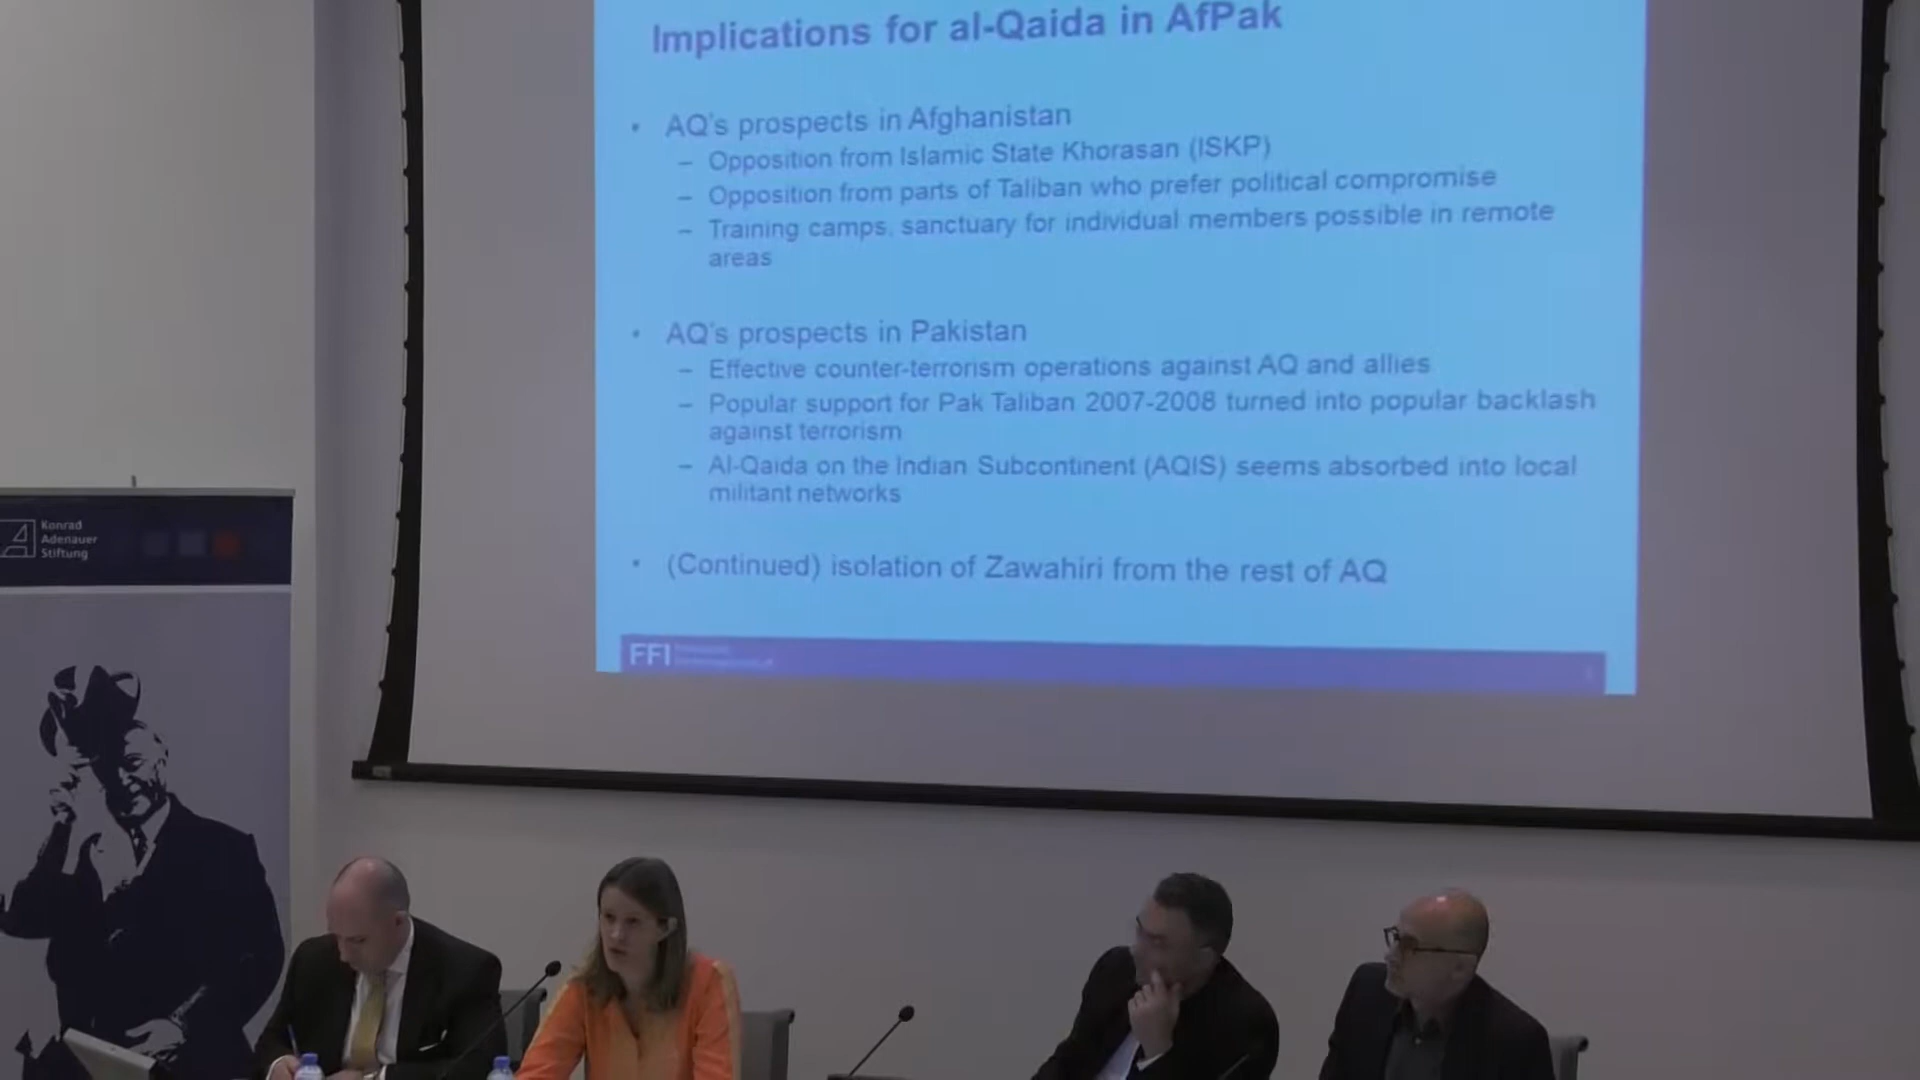 Implications for al-Qaida in AfPak
• AQ's prospects in Afghanistan
– Opposition from Islamic State Khorasan (ISKP)
– Opposition from parts of Taliban who prefer political compromise
– Training camps, sanctuary for individual members possible in remote
areas
• AQ's prospects in Pakistan
– Effective counter-terrorism operations against AQ and allies
– Popular support for Pak Taliban 2007-2008 turned into popular backlash
against terrorism
– Al-Qaida on the Indian Subcontinent (AQIS) seems absorbed into local
militant networks
• (Continued) isolation of Zawahiri from the rest of AQ
FFI
Konrad
Adenauer
Stiftung